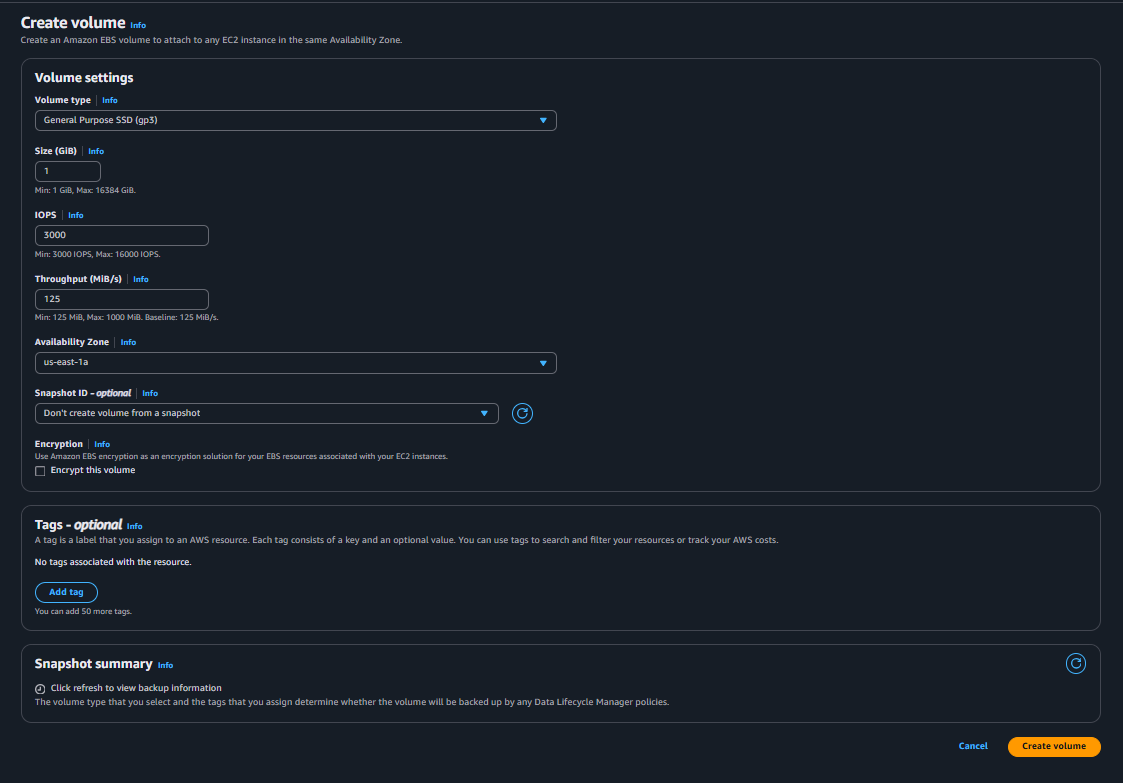 Create volume Info
Create an Amazon EBS volume to attach to any EC2 instance in the same Availability Zone.
Volume settings
Volume type | Info
General Purpose SSD (gp3)
Size (GiB) | Info
1
Min: 1 GiB, Max: 16384 GiB.
IOPS | Info
3000
Min: 3000 IOPS, Max: 16000 IOPS.
Throughput (MiB/s) | Info
125
Min: 125 MiB, Max: 1000 MiB. Baseline: 125 MiB/s.
Availability Zone | Info
us-east-1a
Snapshot ID - optional | Info
Don't create volume from a snapshot
Encryption | Info
Use Amazon EBS encryption as an encryption solution for your EBS resources associated with your EC2 instances.
Encrypt this volume
Tags - optional Info
A tag is a label that you assign to an AWS resource. Each tag consists of a key and an optional value. You can use tags to search and filter your resources or track your AWS costs.
No tags associated with the resource.
Add tag
You can add 50 more tags.
Snapshot summary Info
Click refresh to view backup information
The volume type that you select and the tags that you assign determine whether the volume will be backed up by any Data Lifecycle Manager policies.
Cancel Create volume